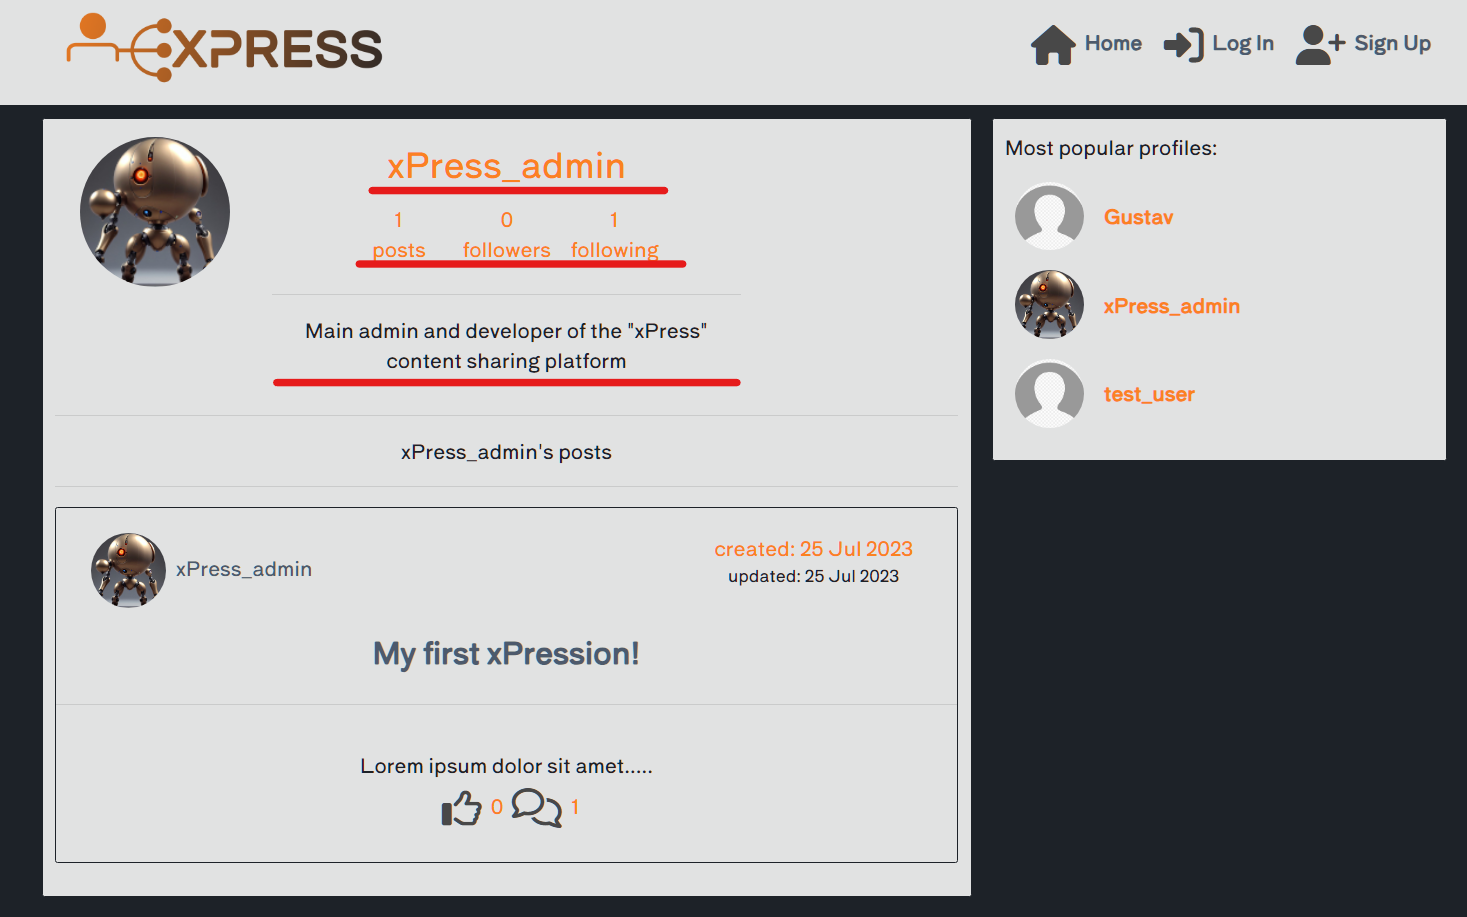 XPRESS
Home
Log In
Sign Up
xPress_admin
1 0 1
posts followers following
Main admin and developer of the "xPress"
content sharing platform
xPress_admin's posts
xPress_admin
created: 25 Jul 2023
updated: 25 Jul 2023
My first xPression!
Lorem ipsum dolor sit amet.....
0 1
Most popular profiles:
Gustav
xPress_admin
test_user